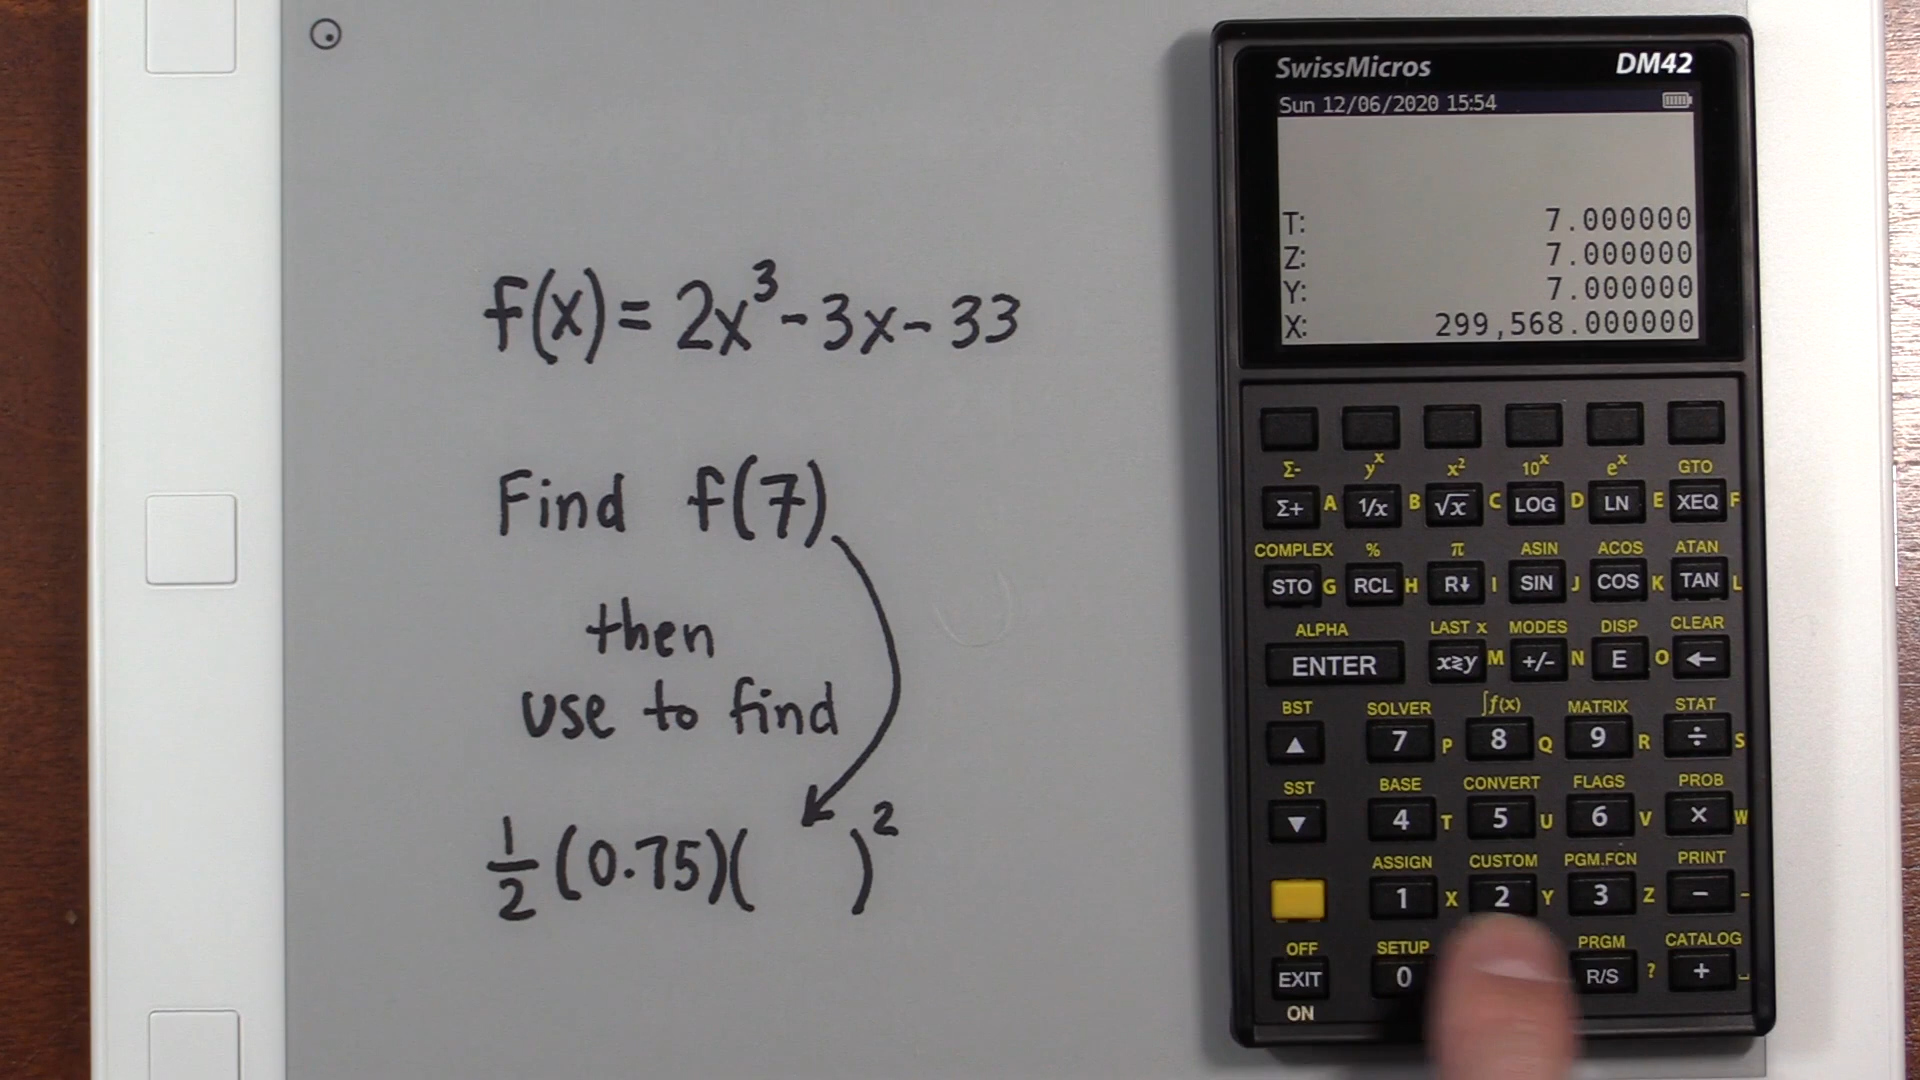 f(x) = 2x³ - 3x - 33
Find f(7)
then
use to find
1/2 (0.75)( )²
SwissMicros DM42
Sun 12/06/2020 15:54
T: 7.000000
Z: 7.000000
Y: 7.000000
X: 299,568.000000
Σ- yˣ x² 10ˣ eˣ GTO
Σ+ A 1/x B √x C LOG D LN E XEQ F
COMPLEX % π ASIN ACOS ATAN
STO G RCL H R↓ I SIN J COS K TAN L
ALPHA LAST x MODES DISP CLEAR
ENTER x≷y M +/- N E O ←
BST SOLVER ∫f(x) MATRIX STAT
▲ 7 P 8 Q 9 R ÷ S
SST BASE CONVERT FLAGS PROB
▼ 4 T 5 U 6 V × W
ASSIGN CUSTOM PGM.FCN PRINT
1 X 2 Y 3 Z − -
OFF SETUP PRGM CATALOG
EXIT 0 R/S ? + _
ON